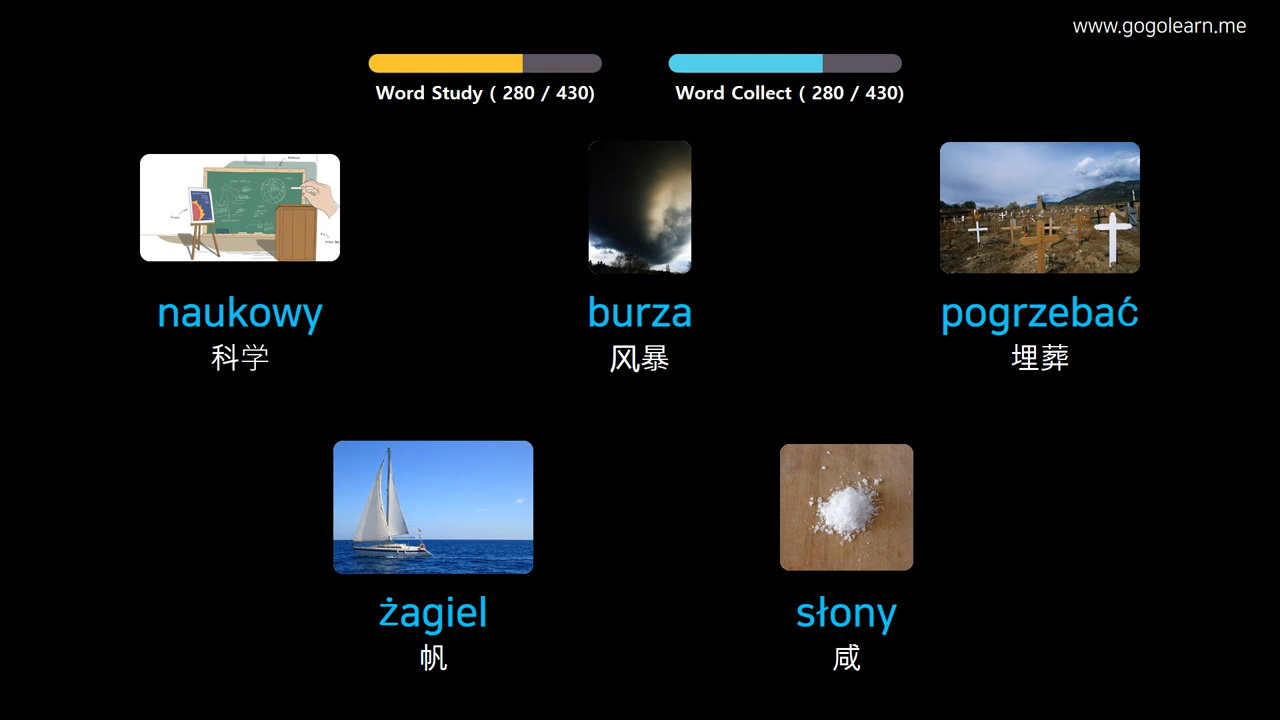 www.gogolearn.me
Word Study ( 280 / 430)
Word Collect ( 280 / 430)
naukowy
科学
burza
风暴
pogrzebać
埋葬
żagiel
帆
słony
咸